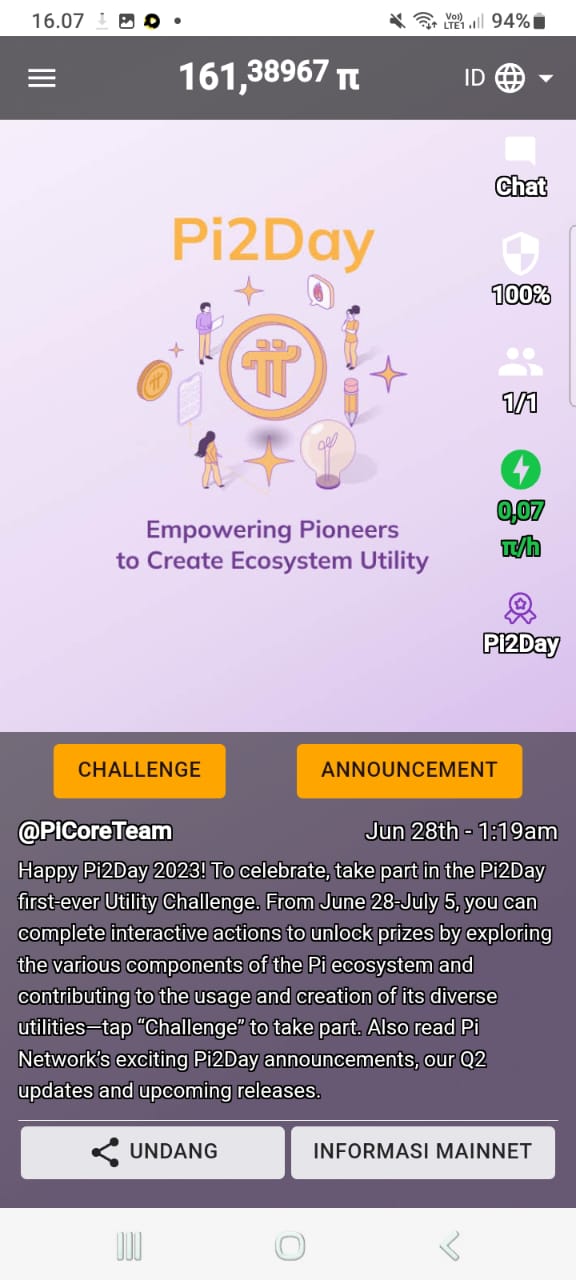 16.07 94%
Vo)) LTE1
161,38967 π ID
Chat
Pi2Day
100%
1/1
0,07
π/h
Empowering Pioneers
to Create Ecosystem Utility
PI2Day
CHALLENGE ANNOUNCEMENT
@PICoreTeam Jun 28th - 1:19am
Happy Pi2Day 2023! To celebrate, take part in the Pi2Day
first-ever Utility Challenge. From June 28-July 5, you can
complete interactive actions to unlock prizes by exploring
the various components of the Pi ecosystem and
contributing to the usage and creation of its diverse
utilities—tap “Challenge” to take part. Also read Pi
Network’s exciting Pi2Day announcements, our Q2
updates and upcoming releases.
UNDANG INFORMASI MAINNET